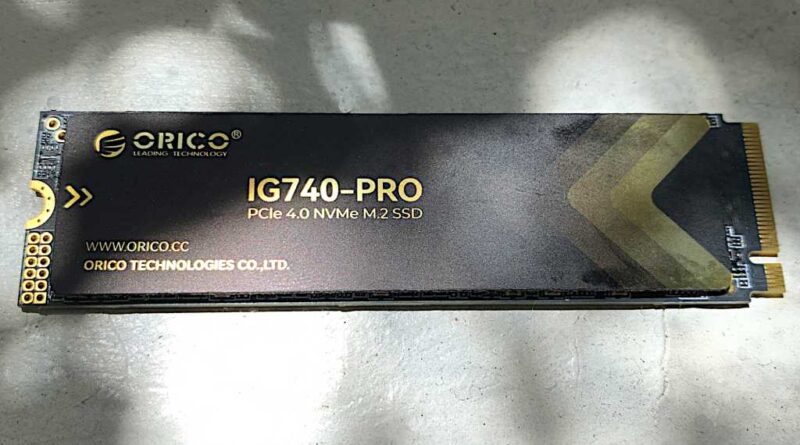 ORICO®
LEADING TECHNOLOGY
IG740-PRO
PCIe 4.0 NVMe M.2 SSD
WWW.ORICO.CC
ORICO TECHNOLOGIES CO.,LTD.